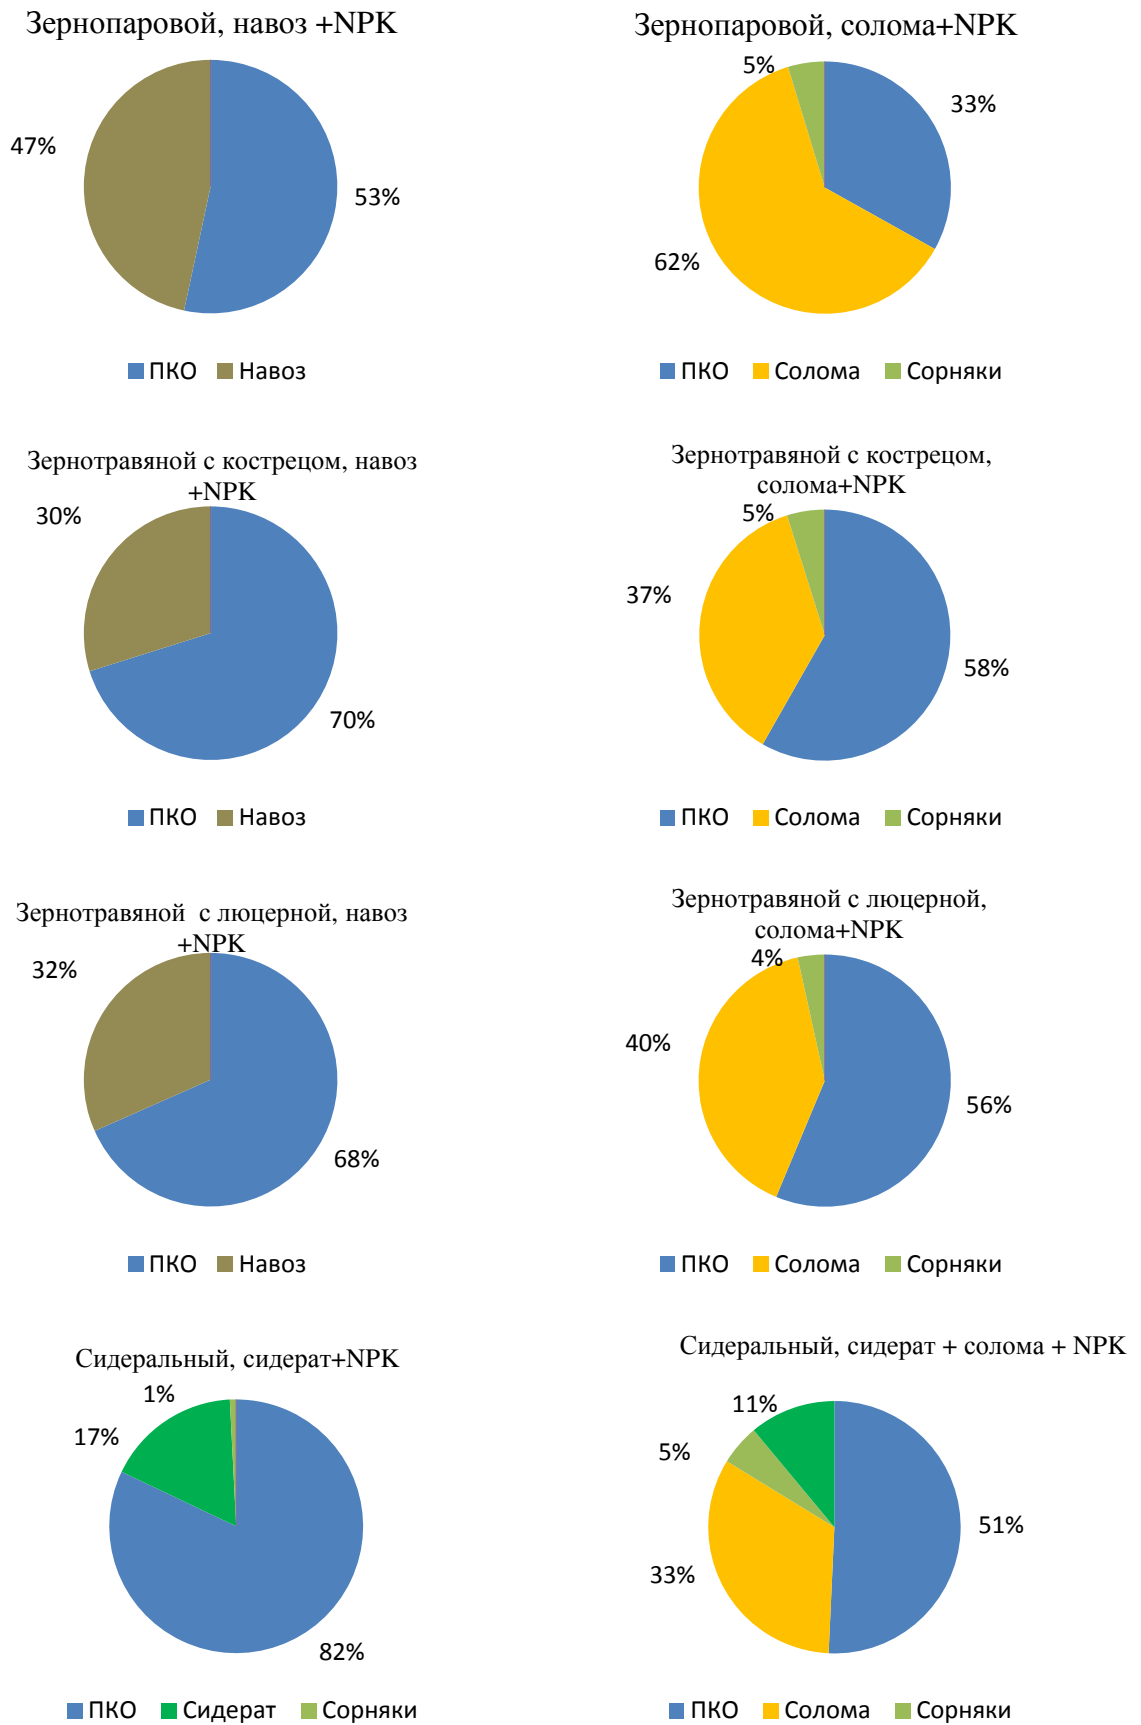 Зернопаровой, навоз +NPK
47%
53%
ПКО Навоз
Зернопаровой, солома+NPK
5%
33%
62%
ПКО Солома Сорняки
Зернотравяной с кострецом, навоз
+NPK
30%
70%
ПКО Навоз
Зернотравяной с кострецом,
солома+NPK
5%
37%
58%
ПКО Солома Сорняки
Зернотравяной с люцерной, навоз
+NPK
32%
68%
ПКО Навоз
Зернотравяной с люцерной,
солома+NPK
4%
40%
56%
ПКО Солома Сорняки
Сидеральный, сидерат+NPK
1%
17%
82%
ПКО Сидерат Сорняки
Сидеральный, сидерат + солома + NPK
11%
5%
51%
33%
ПКО Солома Сорняки